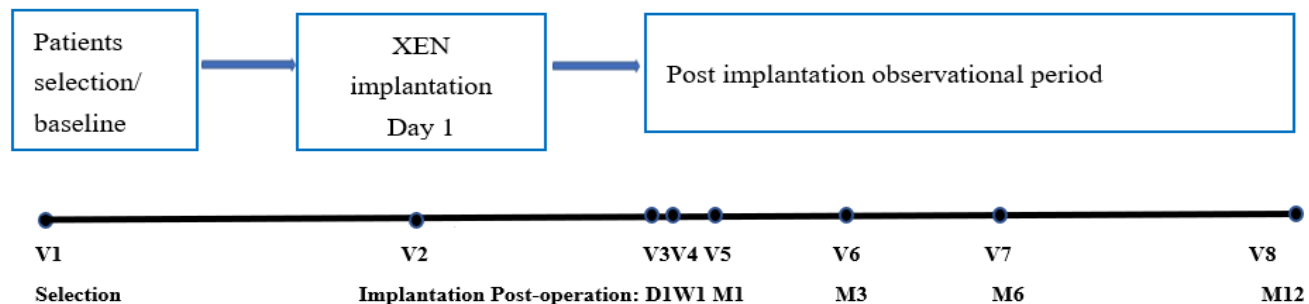 Patients
selection/
baseline
XEN
implantation
Day 1
Post implantation observational period
V1 V2 V3V4 V5 V6 V7 V8
Selection Implantation Post-operation: D1W1 M1 M3 M6 M12